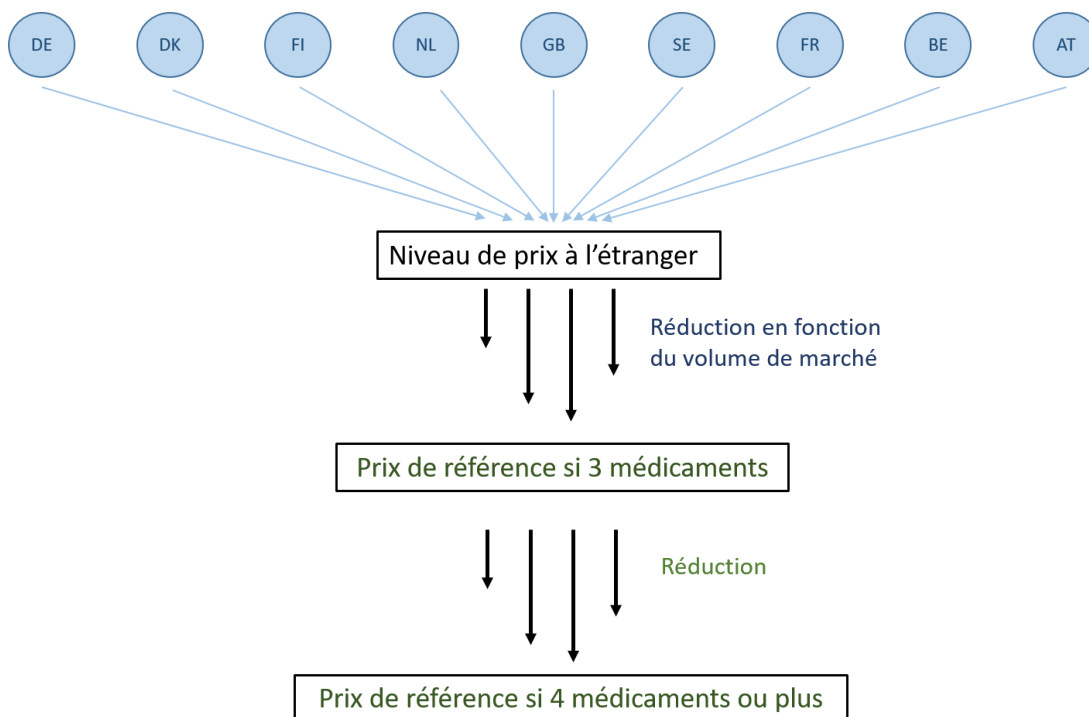 DE DK FI NL GB SE FR BE AT
Niveau de prix à l’étranger
Réduction en fonction
du volume de marché
Prix de référence si 3 médicaments
Réduction
Prix de référence si 4 médicaments ou plus